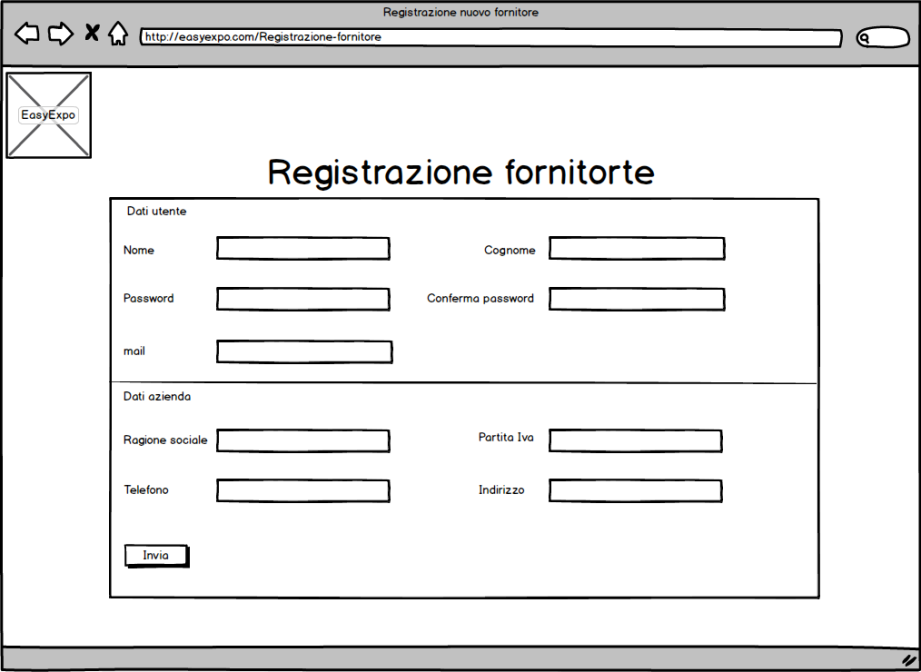 Registrazione nuovo fornitore
http://easyexpo.com/Registrazione-fornitore
EasyExpo
Registrazione fornitorte
Dati utente
Nome
Cognome
Password
Conferma password
mail
Dati azienda
Ragione sociale
Partita Iva
Telefono
Indirizzo
Invia